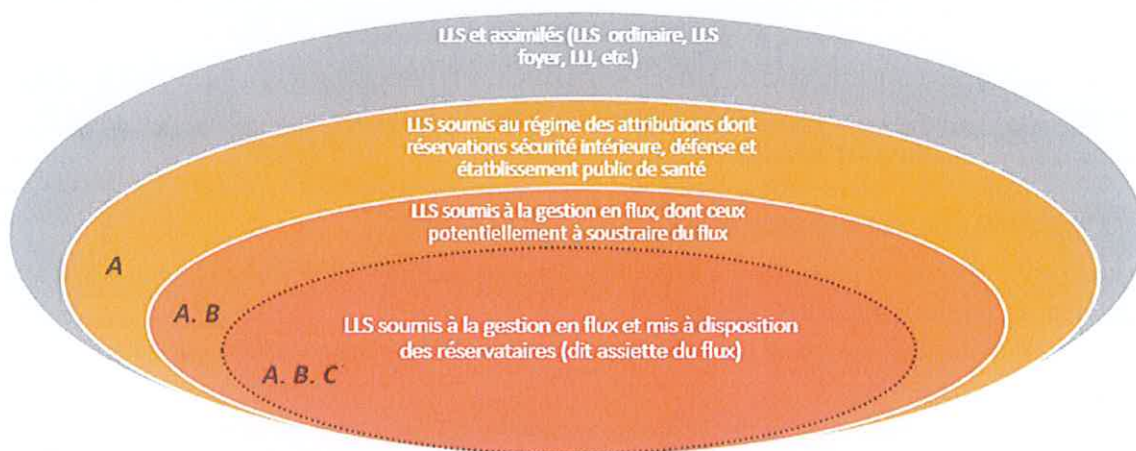 LLS et assimilés (LLS ordinaire, LLS
foyer, LLI, etc.)
LLS soumis au régime des attributions dont
réservations sécurité intérieure, défense et
étatblissement public de santé
LLS soumis à la gestion en flux, dont ceux
potentiellement à soustraire du flux
A
A. B
LLS soumis à la gestion en flux et mis à disposition
des réservataires (dit assiette du flux)
A. B. C